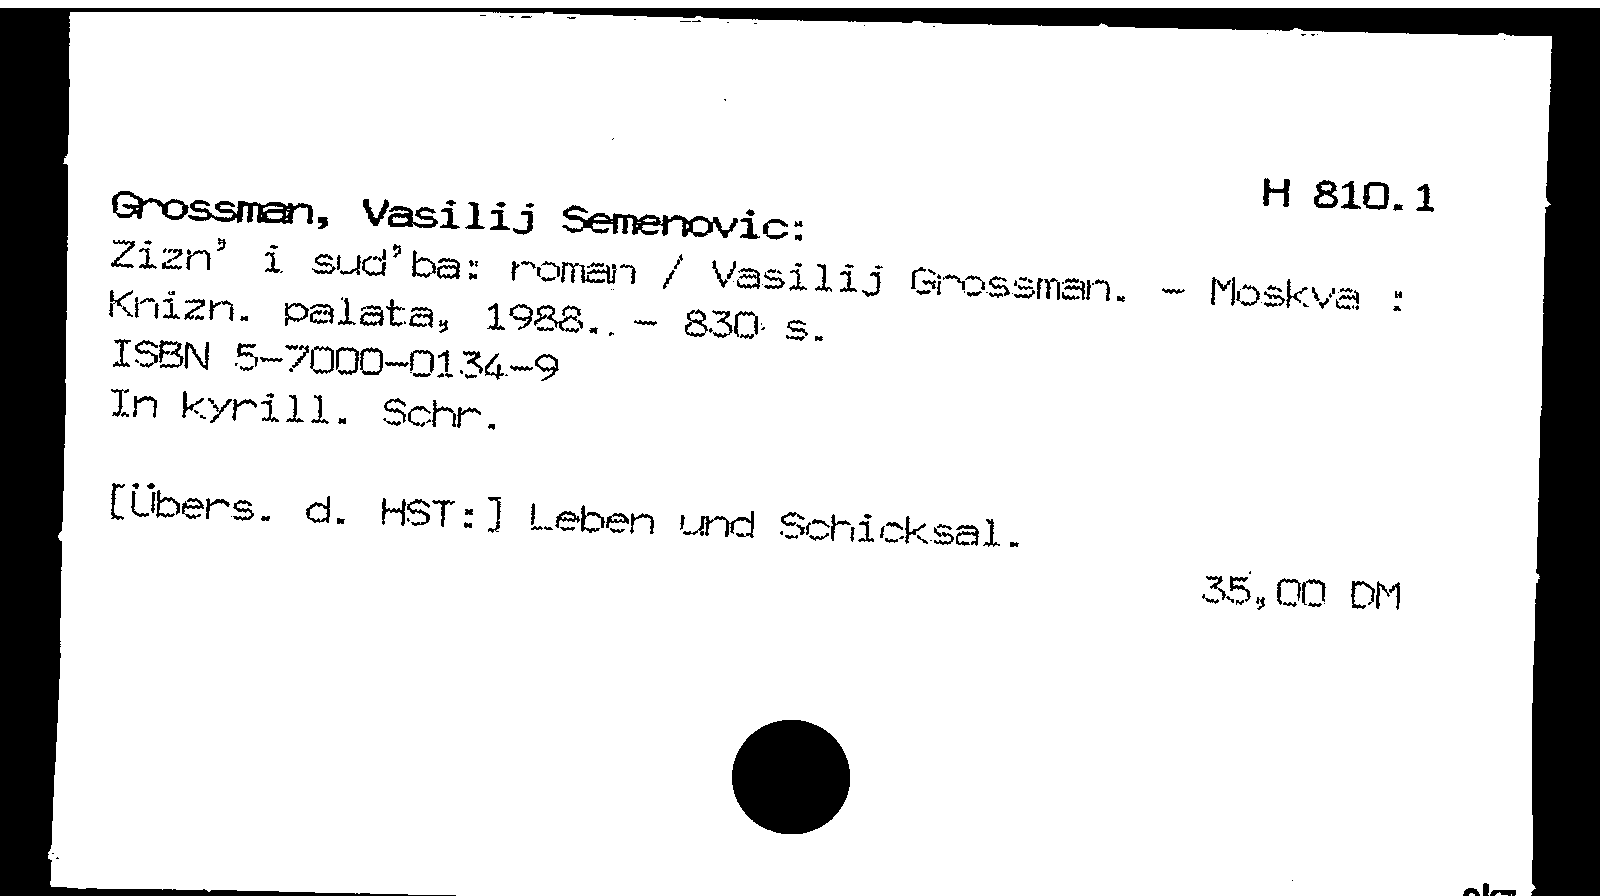 H 810.1
Grossman, Vasilij Semenovic:
Zizn' i sud'ba: roman / Vasilij Grossman. - Moskva :
Knizn. palata, 1988. - 830 s.
ISBN 5-7000-0134-9
In kyrill. Schr.
[Übers. d. HST:] Leben und Schicksal.
35,00 DM